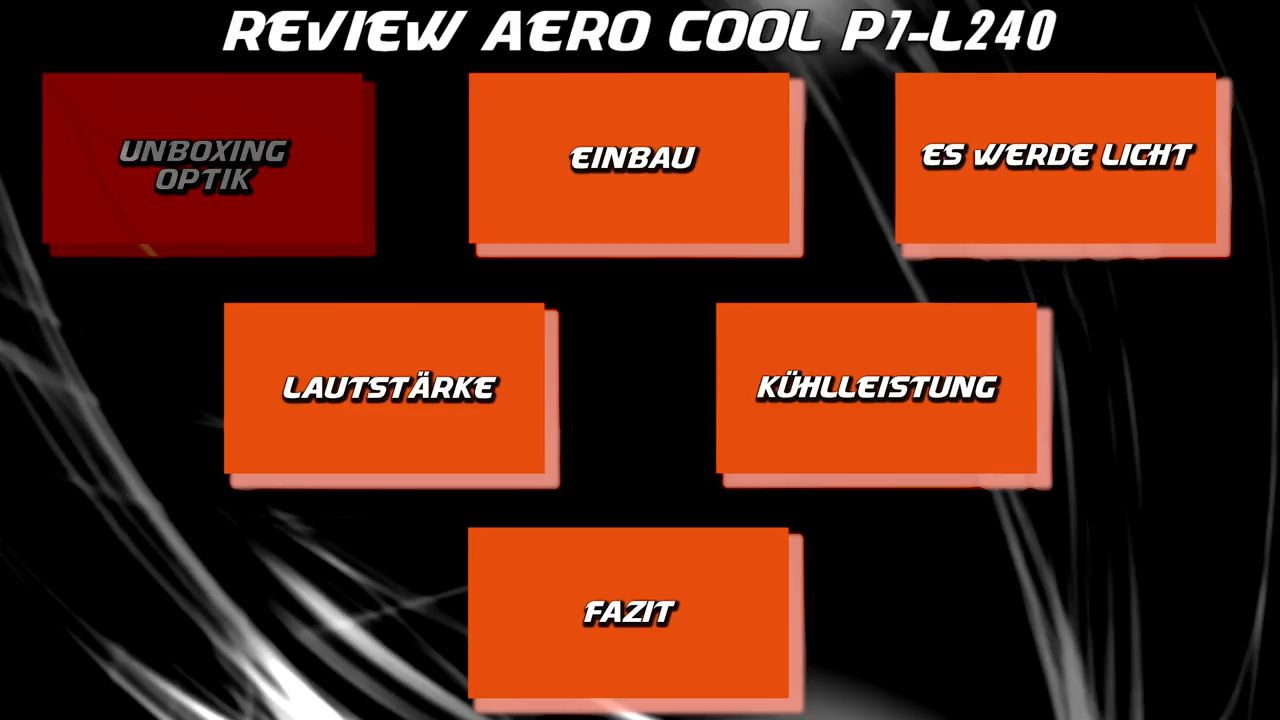 REVIEW AERO COOL P7-L240
UNBOXING
OPTIK
EINBAU
ES WERDE LICHT
LAUTSTÄRKE
KÜHLLEISTUNG
FAZIT